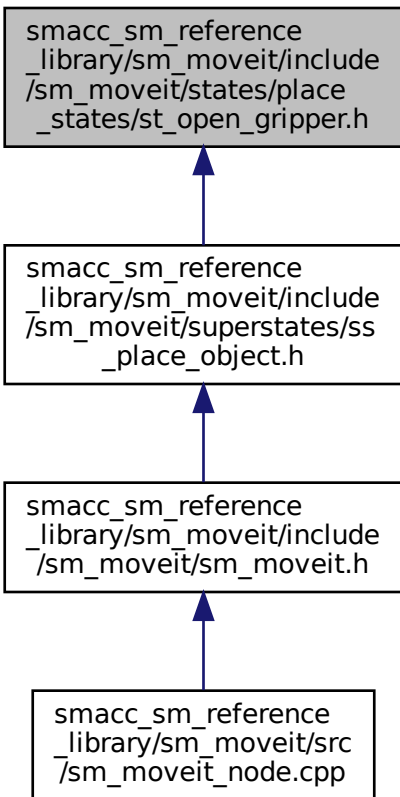 smacc_sm_reference
_library/sm_moveit/include
/sm_moveit/states/place
_states/st_open_gripper.h
smacc_sm_reference
_library/sm_moveit/include
/sm_moveit/superstates/ss
_place_object.h
smacc_sm_reference
_library/sm_moveit/include
/sm_moveit/sm_moveit.h
smacc_sm_reference
_library/sm_moveit/src
/sm_moveit_node.cpp